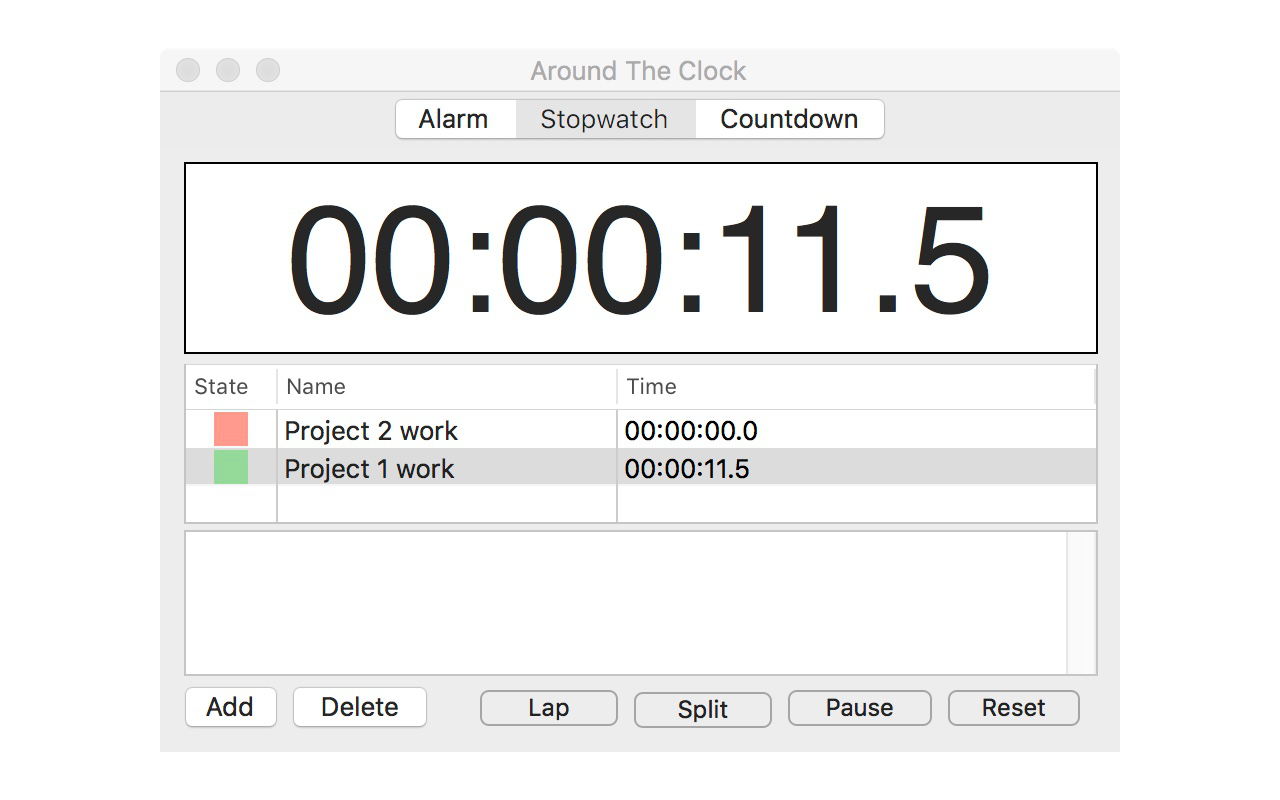 Around The Clock
Alarm Stopwatch Countdown
00:00:11.5
State Name Time
Project 2 work 00:00:00.0
Project 1 work 00:00:11.5
Add Delete Lap Split Pause Reset